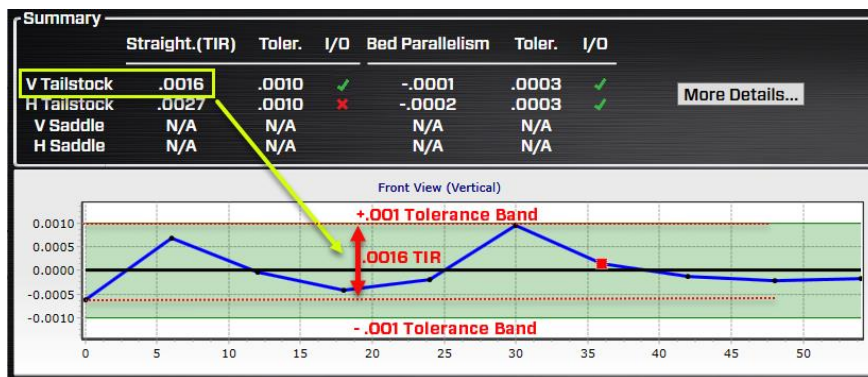 Summary
Straight.(TIR) Toler. I/O Bed Parallelism Toler. I/O
V Tailstock .0016 .0010 -.0001 .0003
H Tailstock .0027 .0010 -.0002 .0003
V Saddle N/A N/A N/A N/A
H Saddle N/A N/A N/A N/A
More Details...
Front View (Vertical)
+.001 Tolerance Band
.0016 TIR
- .001 Tolerance Band
0.0010
0.0005
0.0000
-0.0005
-0.0010
0 5 10 15 20 25 30 35 40 45 50